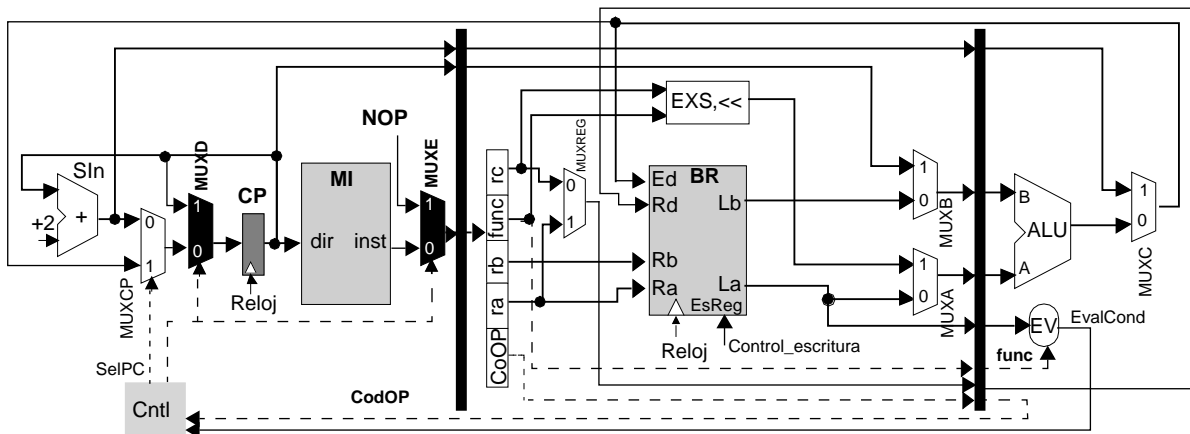 NOP
EXS,<<
MUXREG
MUXD
MUXE
SIn
CP
MI
BR
rc
0
1
Ed
Rd
Lb
func
+2
+
0
1
1
0
dir
inst
1
0
1
0
MUXB
B
ALU
A
1
0
MUXC
rb
Rb
ra
Ra
La
EsReg
1
0
MUXA
MUXCP
Reloj
Reloj
Control_escritura
CoOP
EV
EvalCond
func
SelPC
Cntl
CodOP